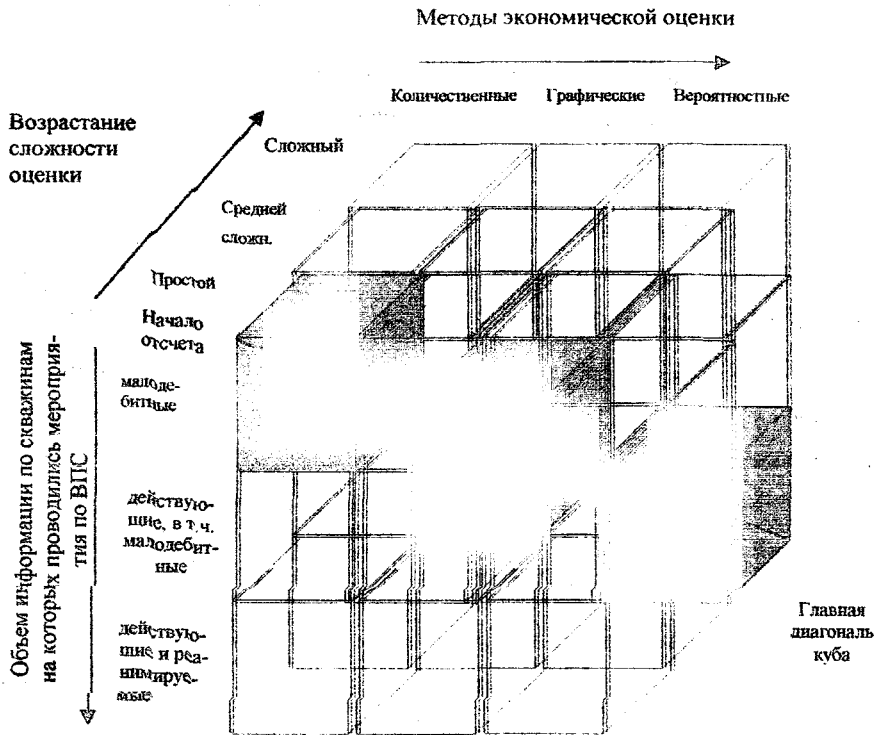 Методы экономической оценки
Количественные Графические Вероятностные
Возрастание
сложности
оценки
Сложный
Средней
сложн.
Простой
Начало
отсчета
Объем информации по скважинам
на которых проводились мероприя-
тия по ВПС
малоде-
битные
действую-
щие, в т.ч.
малодебит-
ные
действую-
щие и реа-
нимируе-
мые
Главная
диагональ
куба